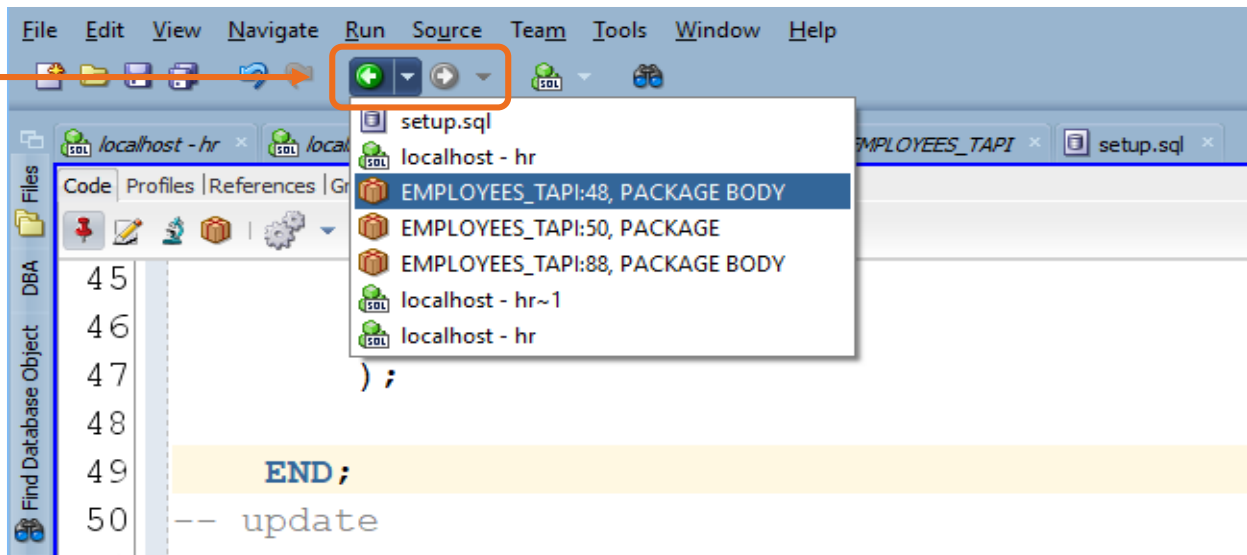 File Edit View Navigate Run Source Team Tools Window Help
SQL
setup.sql
localhost - hr
EMPLOYEES_TAPI:48, PACKAGE BODY
EMPLOYEES_TAPI:50, PACKAGE
EMPLOYEES_TAPI:88, PACKAGE BODY
localhost - hr~1
localhost - hr
localhost - hr
EMPLOYEES_TAPI
setup.sql
Files
DBA
Find Database Object
Code Profiles |References |
45
46
47 );
48
49 END;
50 -- update